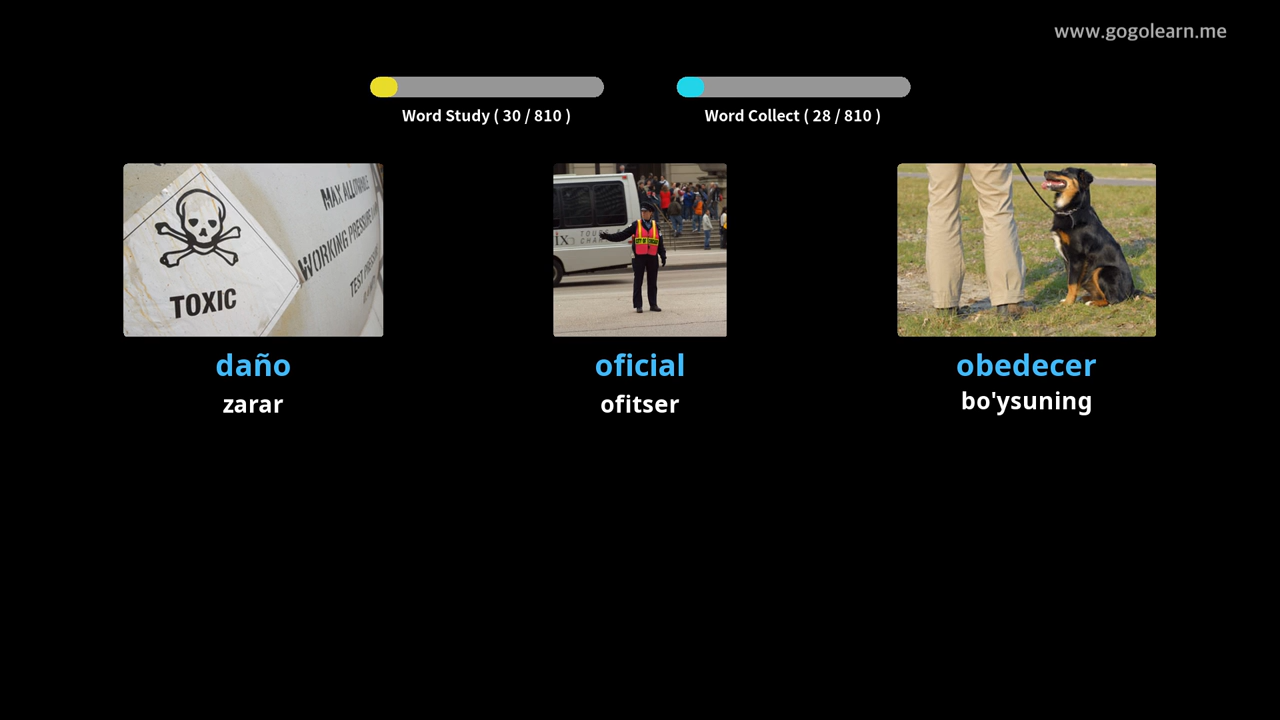 www.gogolearn.me
Word Study ( 30 / 810 )
Word Collect ( 28 / 810 )
TOXIC
MAX ALLOWABLE
WORKING PRESSURE
TEST
daño
zarar
oficial
ofitser
obedecer
bo'ysuning